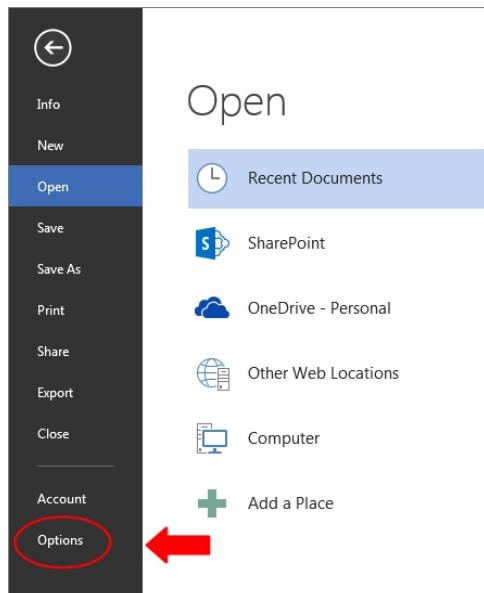 Info
New
Open
Save
Save As
Print
Share
Export
Close
Account
Options
Open
Recent Documents
S
SharePoint
OneDrive - Personal
Other Web Locations
Computer
Add a Place